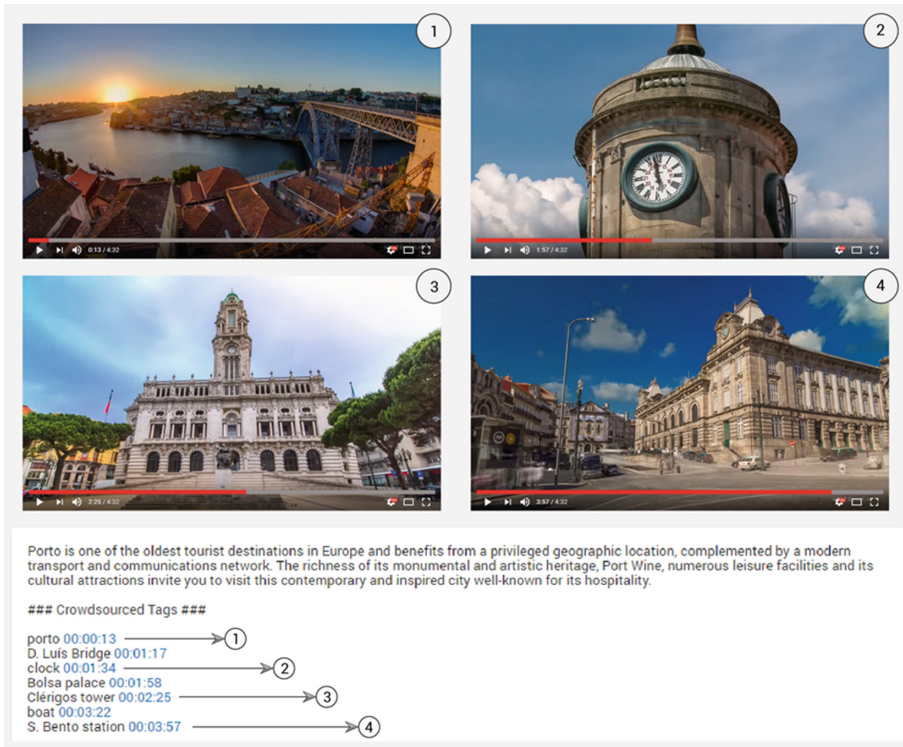 1
2
0:13 / 4:32
1:57 / 4:32
3
4
2:25 / 4:32
3:57 / 4:32
Porto is one of the oldest tourist destinations in Europe and benefits from a privileged geographic location, complemented by a modern
transport and communications network. The richness of its monumental and artistic heritage, Port Wine, numerous leisure facilities and its
cultural attractions invite you to visit this contemporary and inspired city well-known for its hospitality.
### Crowdsourced Tags ###
porto 00:00:13 1
D. Luís Bridge 00:01:17
clock 00:01:34 2
Bolsa palace 00:01:58
Clérigos tower 00:02:25 3
boat 00:03:22
S. Bento station 00:03:57 4